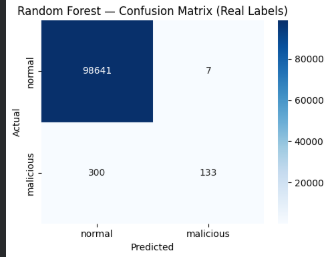 Random Forest — Confusion Matrix (Real Labels)
Actual
normal
98641 7
malicious
300 133
normal malicious
Predicted
80000
60000
40000
20000